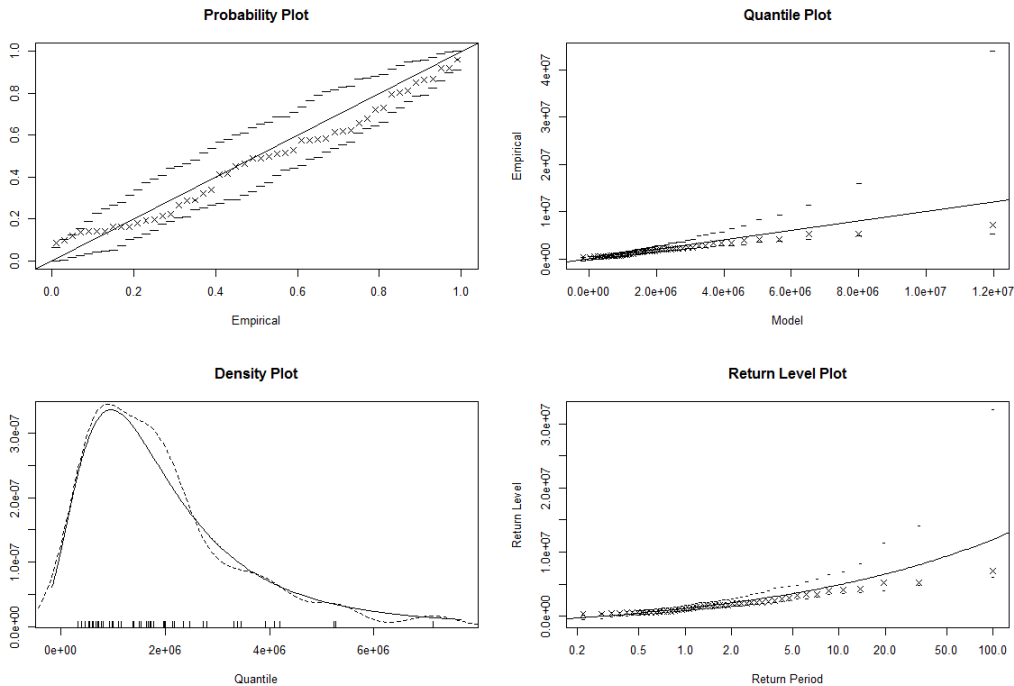 Probability Plot
1.0
0.8
0.6
0.4
0.2
0.0
0.0 0.2 0.4 0.6 0.8 1.0
Empirical
Quantile Plot
Empirical
4e+07
3e+07
2e+07
1e+07
0e+00
0.0e+00 2.0e+06 4.0e+06 6.0e+06 8.0e+06 1.0e+07 1.2e+07
Model
Density Plot
3.0e-07
2.0e-07
1.0e-07
0.0e+00
0e+00 2e+06 4e+06 6e+06
Quantile
Return Level Plot
Return Level
3.0e+07
2.0e+07
1.0e+07
0.0e+00
0.2 0.5 1.0 2.0 5.0 10.0 20.0 50.0 100.0
Return Period